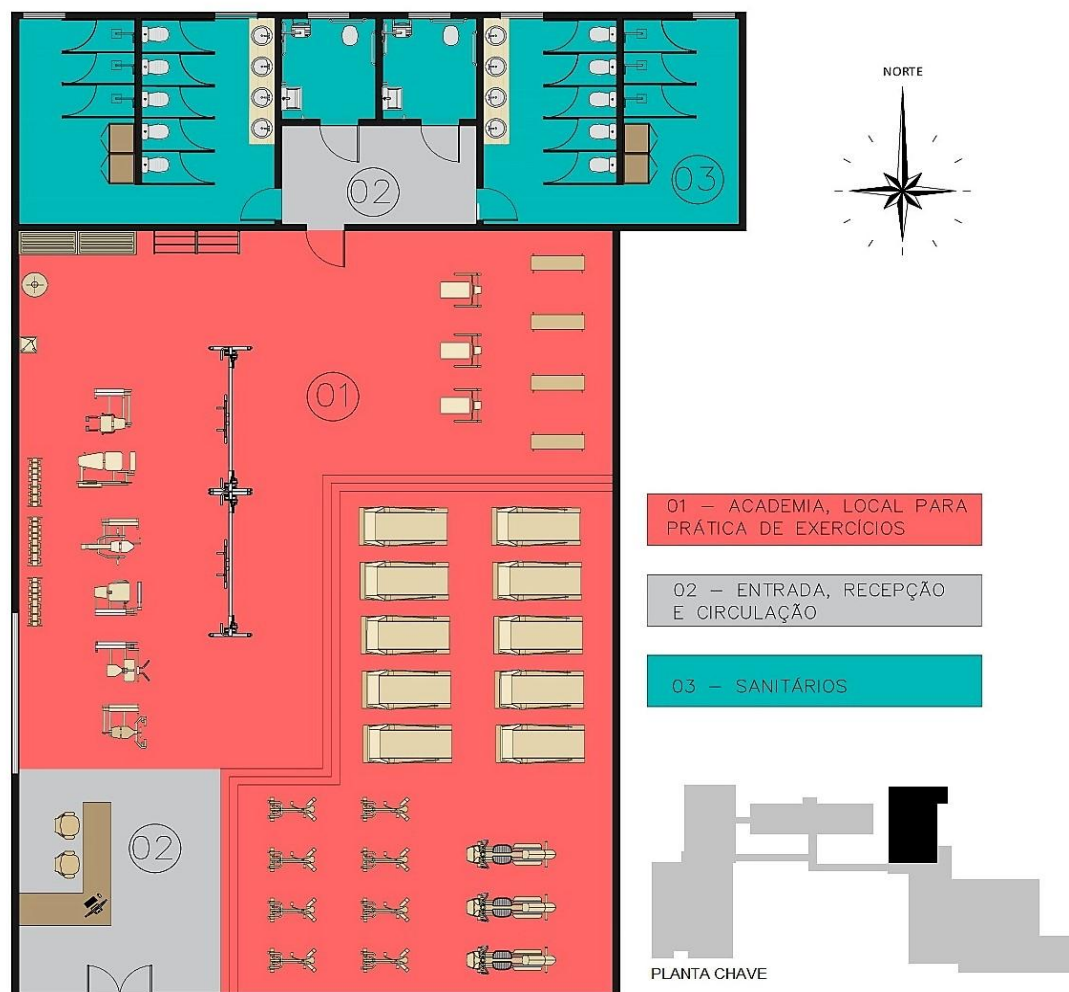 NORTE
02
03
01
01 – ACADEMIA, LOCAL PARA
PRÁTICA DE EXERCÍCIOS
02 – ENTRADA, RECEPÇÃO
E CIRCULAÇÃO
03 – SANITÁRIOS
02
PLANTA CHAVE